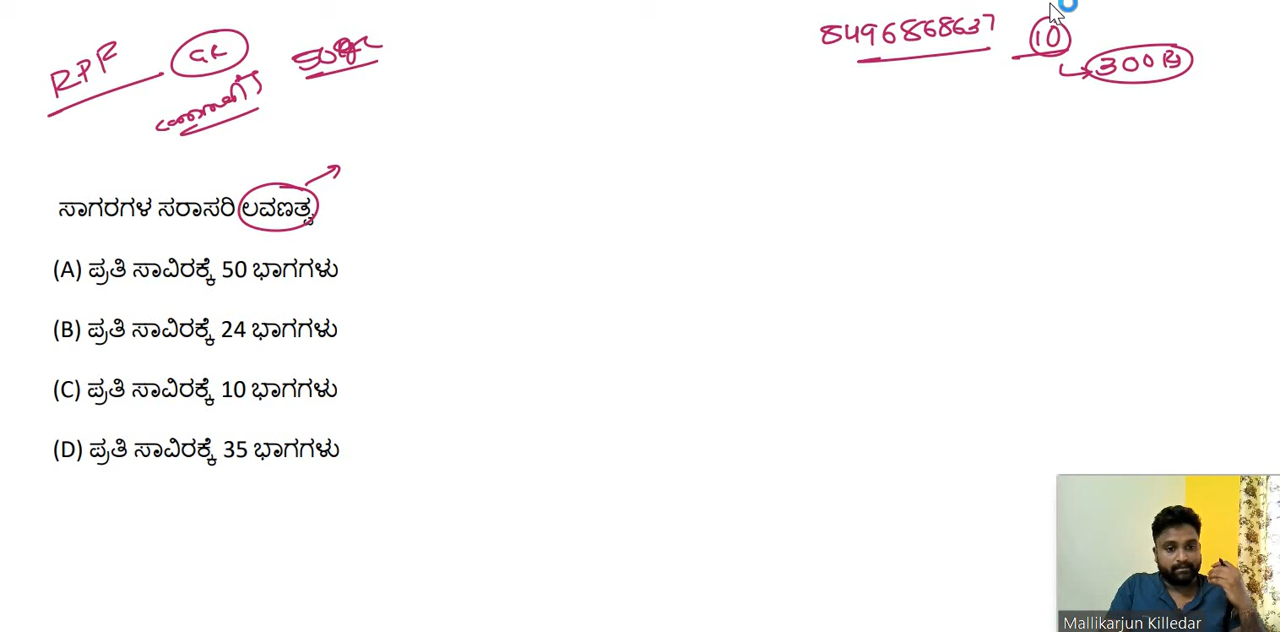 RPF GK
8496868637 10
300 Rs
ಸಾಗರಗಳ ಸರಾಸರಿ ಲವಣತ್ವ
(A) ಪ್ರತಿ ಸಾವಿರಕ್ಕೆ 50 ಭಾಗಗಳು
(B) ಪ್ರತಿ ಸಾವಿರಕ್ಕೆ 24 ಭಾಗಗಳು
(C) ಪ್ರತಿ ಸಾವಿರಕ್ಕೆ 10 ಭಾಗಗಳು
(D) ಪ್ರತಿ ಸಾವಿರಕ್ಕೆ 35 ಭಾಗಗಳು
Mallikarjun Killedar